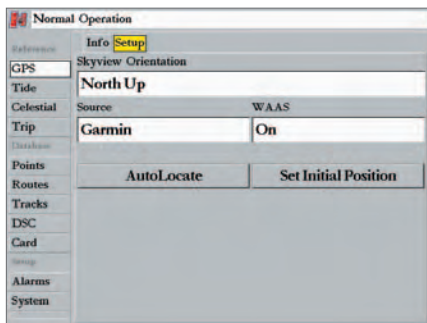 Normal Operation
Reference
Info Setup
GPS
Skyview Orientation
North Up
Tide
Celestial
Source WAAS
Trip
Garmin On
Database
Points
AutoLocate Set Initial Position
Routes
Tracks
DSC
Card
Setup
Alarms
System